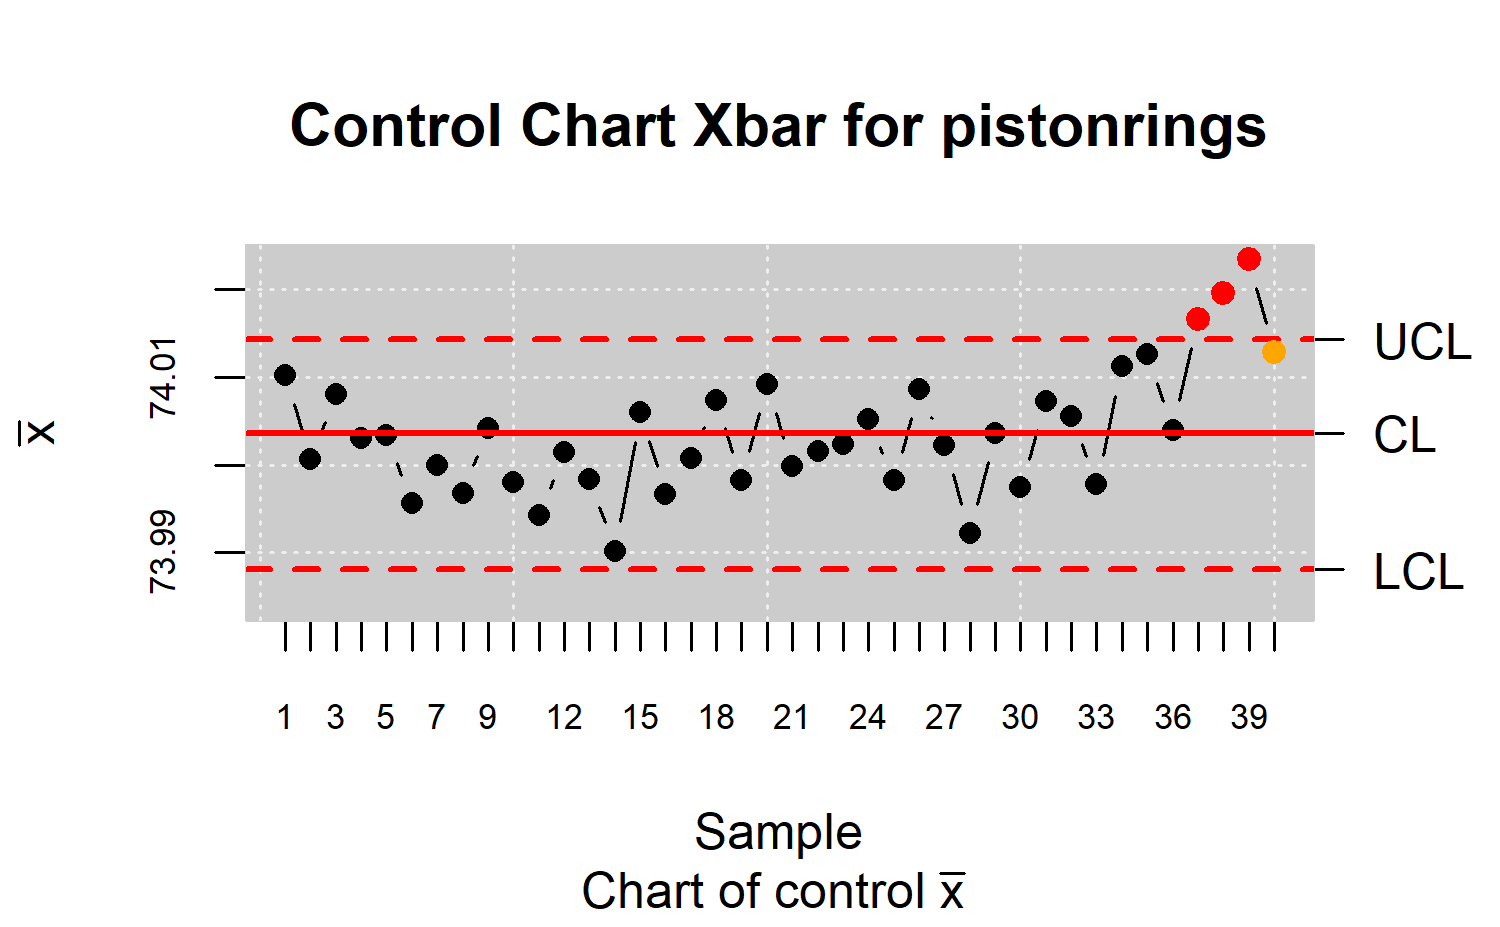 Control Chart Xbar for pistonrings
x̅
74.01
73.99
UCL
CL
LCL
1 3 5 7 9 12 15 18 21 24 27 30 33 36 39
Sample
Chart of control x̅